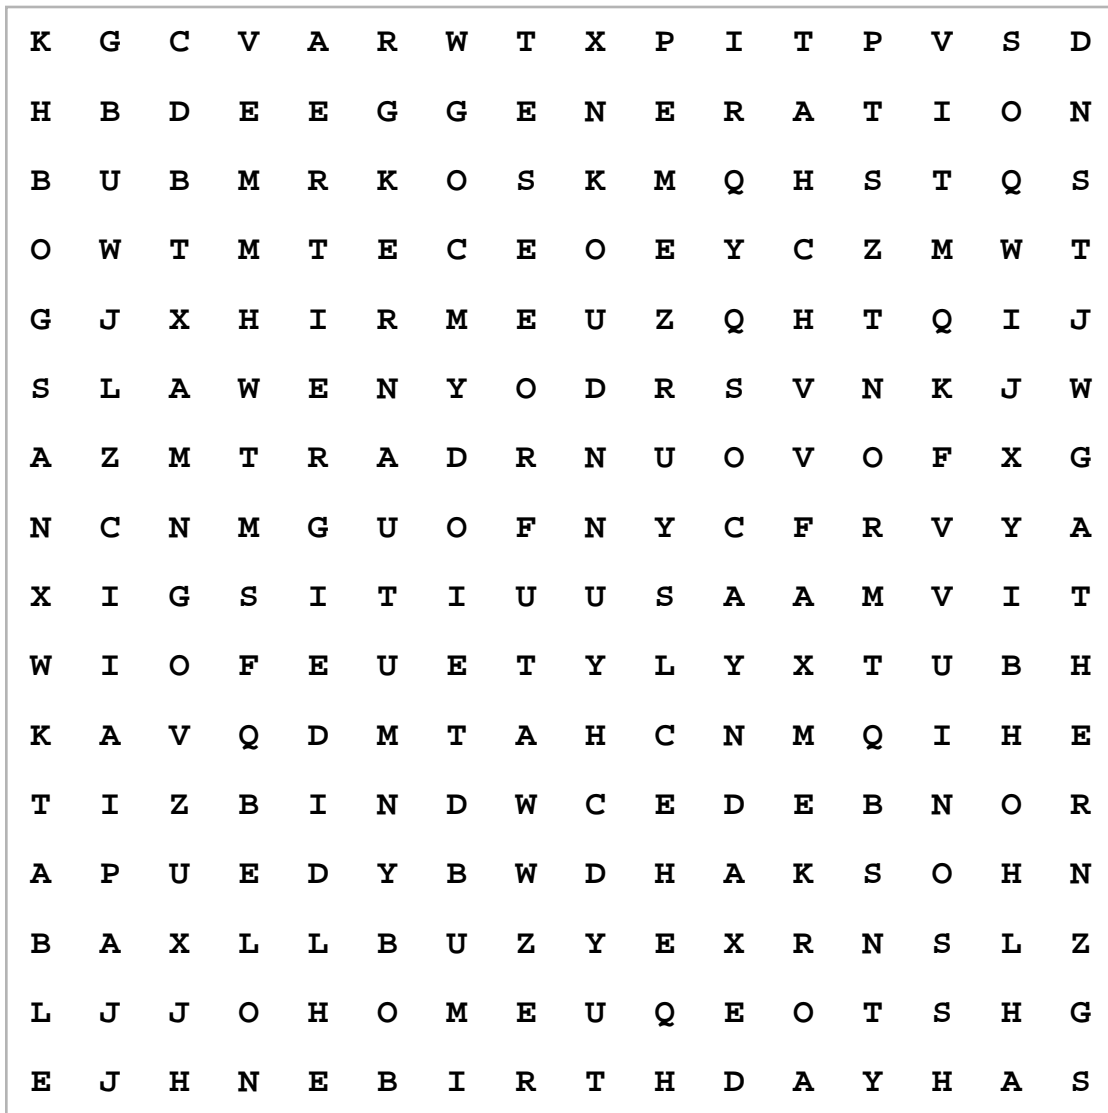 K G C V A R W T X P I T P V S D
H B D E E G G E N E R A T I O N
B U B M R K O S K M Q H S T Q S
O W T M T E C E O E Y C Z M W T
G J X H I R M E U Z Q H T Q I J
S L A W E N Y O D R S V N K J W
A Z M T R A D R N U O V O F X G
N C N M G U O F N Y C F R V Y A
X I G S I T I U U S A A M V I T
W I O F E U E T Y L Y X T U B H
K A V Q D M T A H C N M Q I H E
T I Z B I N D W C E D E B N O R
A P U E D Y B W D H A K S O H N
B A X L L B U Z Y E X R N S L Z
L J J O H O M E U Q E O T S H G
E J H N E B I R T H D A Y H A S